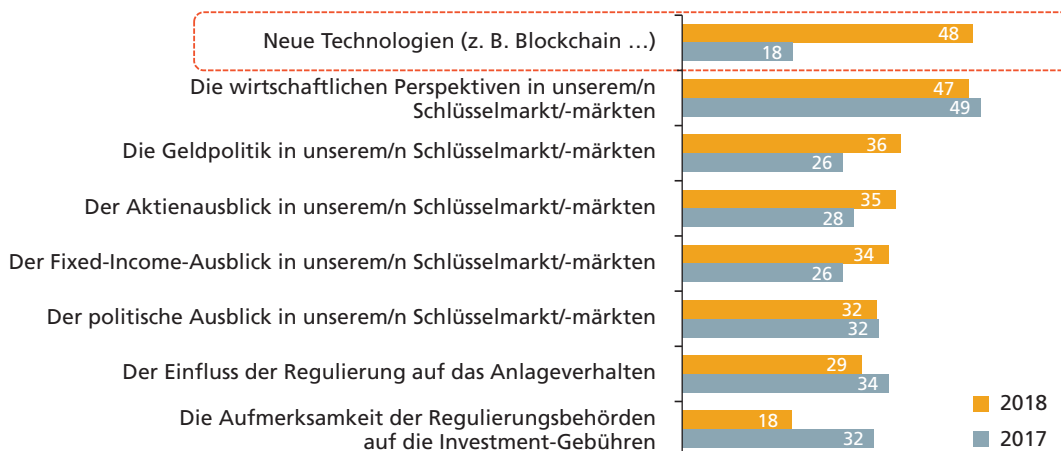 Neue Technologien (z. B. Blockchain …)
48
18
Die wirtschaftlichen Perspektiven in unserem/n
Schlüsselmarkt/-märkten
47
49
Die Geldpolitik in unserem/n Schlüsselmarkt/-märkten
36
26
Der Aktienausblick in unserem/n Schlüsselmarkt/-märkten
35
28
Der Fixed-Income-Ausblick in unserem/n Schlüsselmarkt/-märkten
34
26
Der politische Ausblick in unserem/n Schlüsselmarkt/-märkten
32
32
Der Einfluss der Regulierung auf das Anlageverhalten
29
34
Die Aufmerksamkeit der Regulierungsbehörden
auf die Investment-Gebühren
18
32
2018
2017